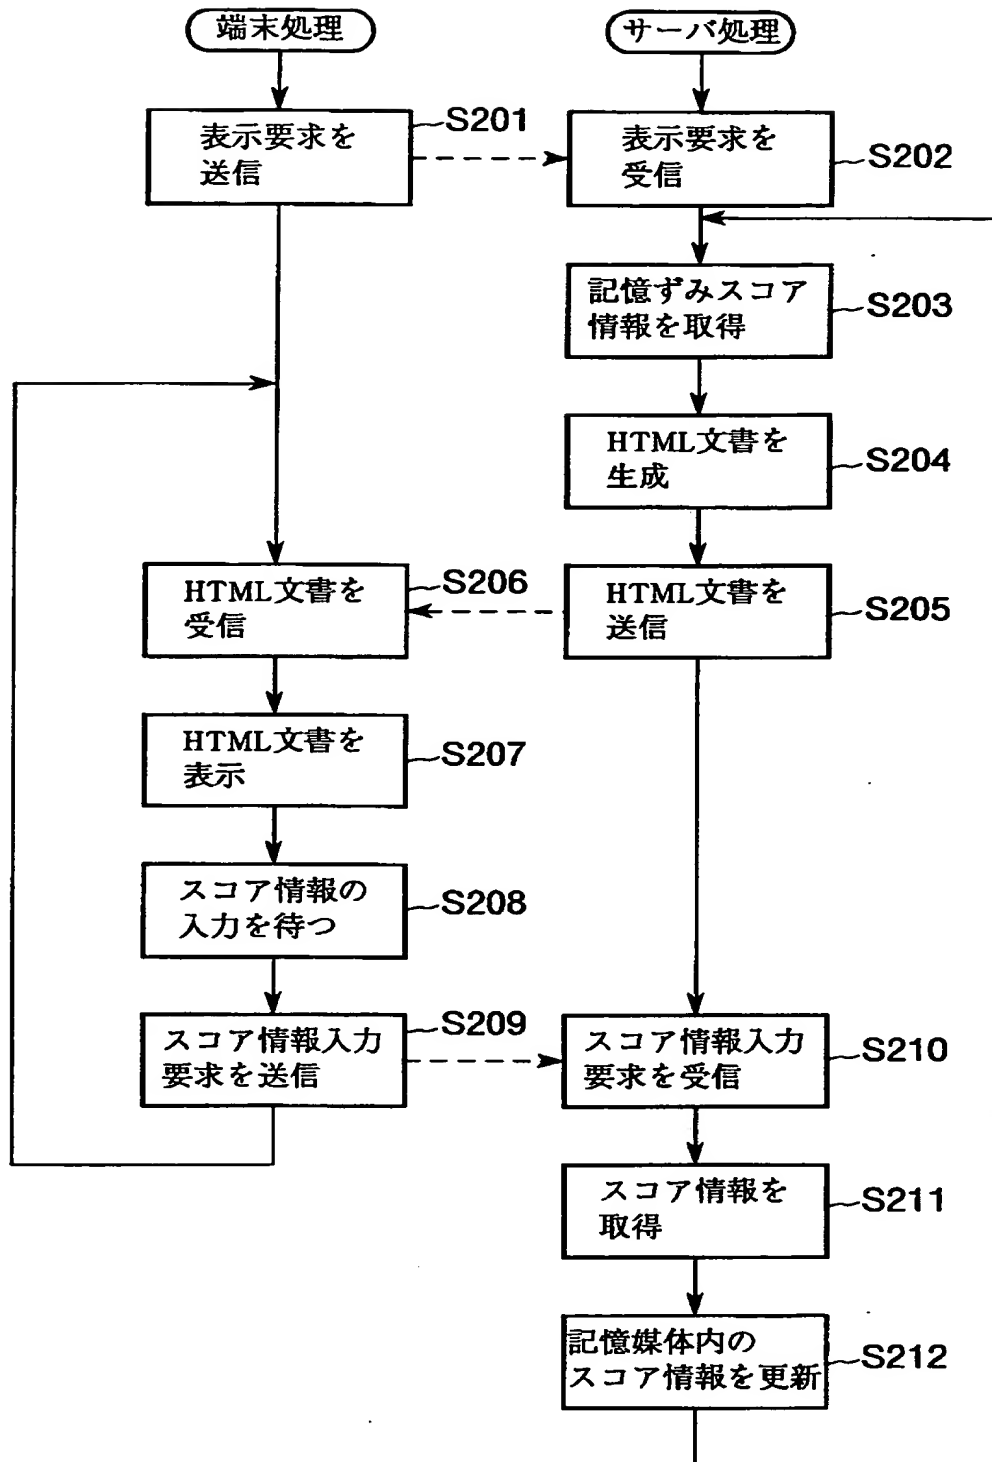 端末処理
サーバ処理
表示要求を
送信
S201
表示要求を
受信
S202
記憶ずみスコア
情報を取得
S203
HTML文書を
生成
S204
HTML文書を
受信
S206
HTML文書を
送信
S205
HTML文書を
表示
S207
スコア情報の
入力を待つ
S208
スコア情報入力
要求を送信
S209
スコア情報入力
要求を受信
S210
スコア情報を
取得
S211
記憶媒体内の
スコア情報を更新
S212